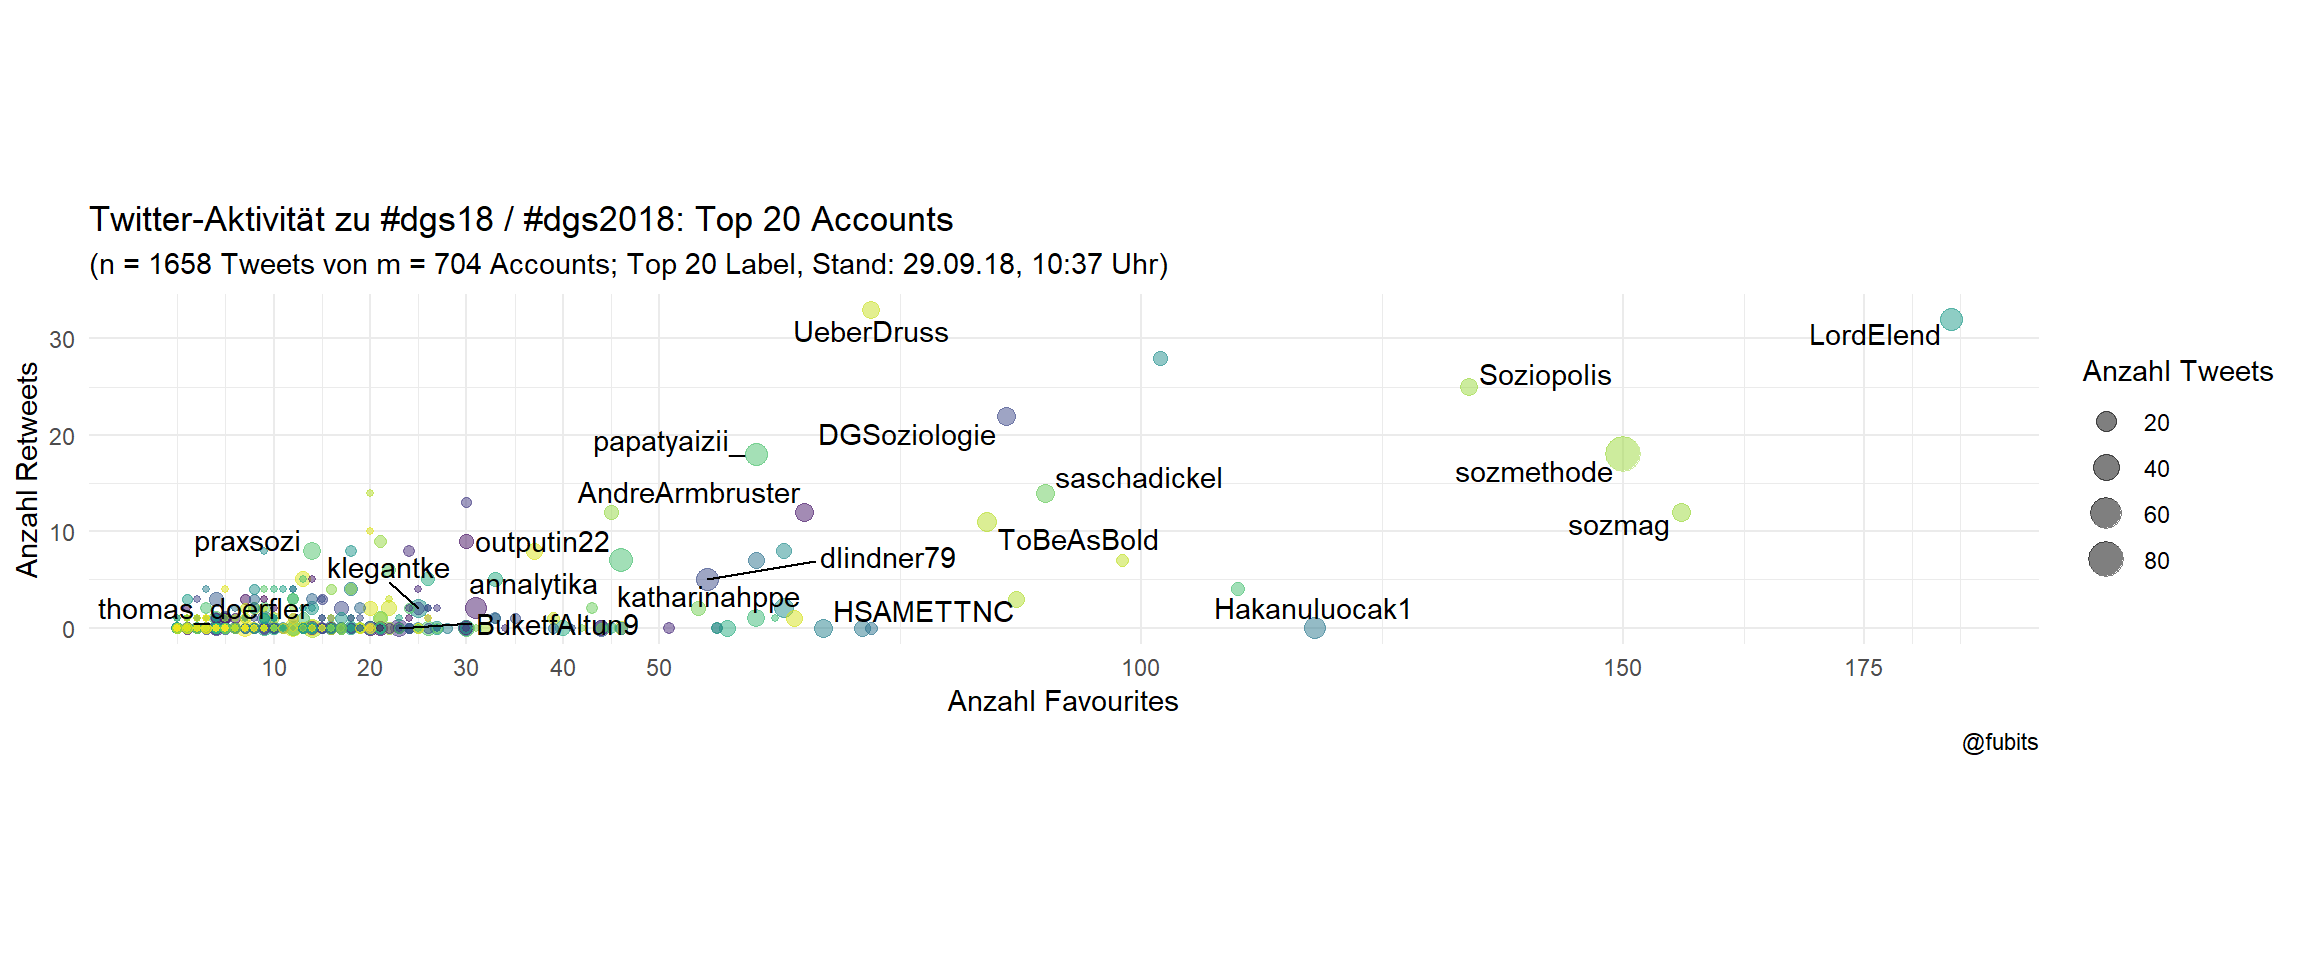 Twitter-Aktivität zu #dgs18 / #dgs2018: Top 20 Accounts
(n = 1658 Tweets von m = 704 Accounts; Top 20 Label, Stand: 29.09.18, 10:37 Uhr)
Anzahl Retweets
30
20
10
0
UeberDruss
LordElend
Soziopolis
DGSoziologie
papatyaizii_
sozmethode
saschadickel
AndreArmbruster
sozmag
ToBeAsBold
praxsozi
outputin22
dlindner79
klegantke
annalytika
katharinahppe
thomas_doerfler
HSAMETTNC
Hakanuluocak1
BuketfAltun9
10
20
30
40
50
100
150
175
Anzahl Favourites
Anzahl Tweets
20
40
60
80
@fubits